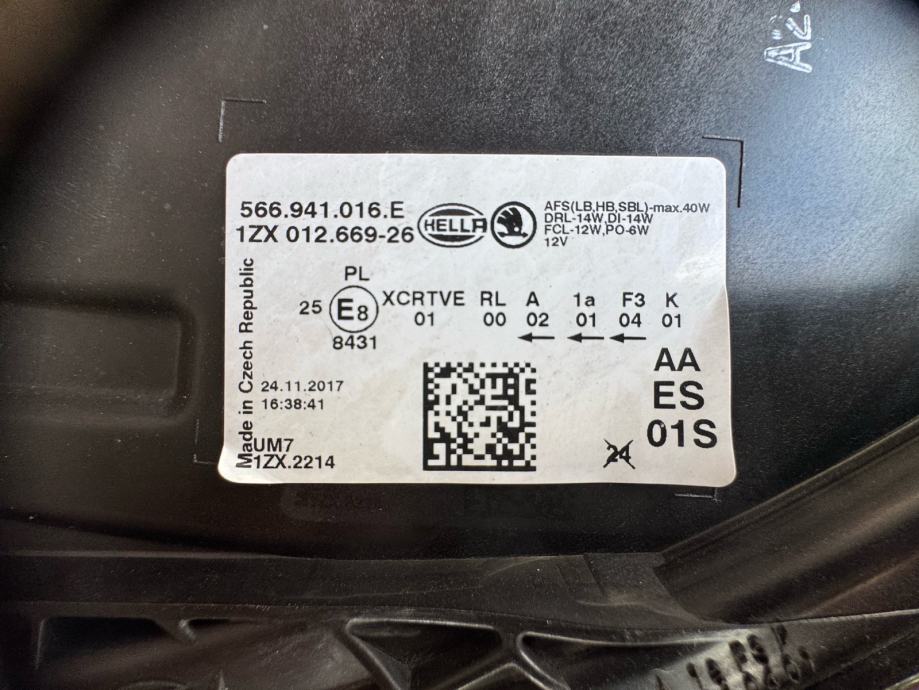 A2
566.941.016.E
1ZX 012.669-26
HELLA
AFS(LB,HB,SBL)-max.40W
DRL-14W,DI-14W
FCL-12W,PO-6W
12V
Made in Czech Republic
PL
25 E8 XCRTVE RL A 1a F3 K
01 00 02 01 04 01
8431
AA
ES
01S
24.11.2017
16:38:41
UM7
1ZX.2214
24